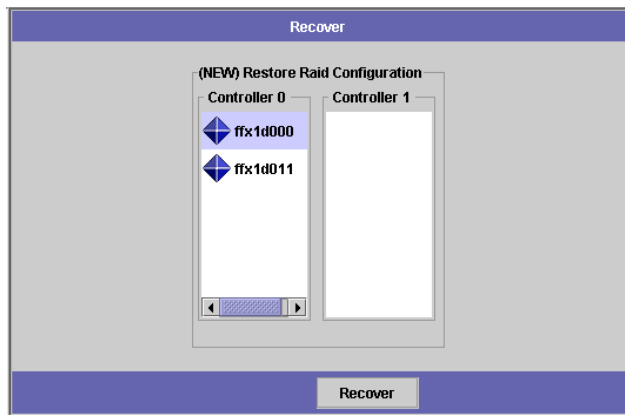 Recover
(NEW) Restore Raid Configuration
Controller 0
Controller 1
ffx1d000
ffx1d011
Recover